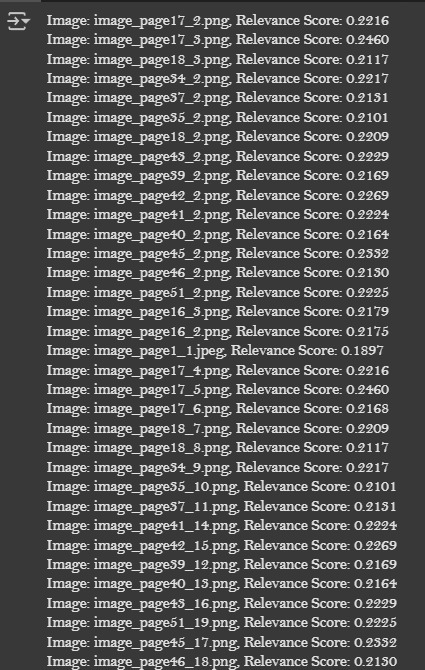 Image: image_page17_2.png, Relevance Score: 0.2216
Image: image_page17_3.png, Relevance Score: 0.2460
Image: image_page18_3.png, Relevance Score: 0.2117
Image: image_page34_2.png, Relevance Score: 0.2217
Image: image_page37_2.png, Relevance Score: 0.2131
Image: image_page35_2.png, Relevance Score: 0.2101
Image: image_page18_2.png, Relevance Score: 0.2209
Image: image_page43_2.png, Relevance Score: 0.2229
Image: image_page39_2.png, Relevance Score: 0.2169
Image: image_page42_2.png, Relevance Score: 0.2269
Image: image_page41_2.png, Relevance Score: 0.2224
Image: image_page40_2.png, Relevance Score: 0.2164
Image: image_page45_2.png, Relevance Score: 0.2332
Image: image_page46_2.png, Relevance Score: 0.2130
Image: image_page51_2.png, Relevance Score: 0.2225
Image: image_page16_3.png, Relevance Score: 0.2179
Image: image_page16_2.png, Relevance Score: 0.2175
Image: image_page1_1.jpeg, Relevance Score: 0.1897
Image: image_page17_4.png, Relevance Score: 0.2216
Image: image_page17_5.png, Relevance Score: 0.2460
Image: image_page17_6.png, Relevance Score: 0.2168
Image: image_page18_7.png, Relevance Score: 0.2209
Image: image_page18_8.png, Relevance Score: 0.2117
Image: image_page34_9.png, Relevance Score: 0.2217
Image: image_page35_10.png, Relevance Score: 0.2101
Image: image_page37_11.png, Relevance Score: 0.2131
Image: image_page41_14.png, Relevance Score: 0.2224
Image: image_page42_15.png, Relevance Score: 0.2269
Image: image_page39_12.png, Relevance Score: 0.2169
Image: image_page40_13.png, Relevance Score: 0.2164
Image: image_page43_16.png, Relevance Score: 0.2229
Image: image_page51_19.png, Relevance Score: 0.2225
Image: image_page45_17.png, Relevance Score: 0.2332
Image: image_page46_18.png, Relevance Score: 0.2130